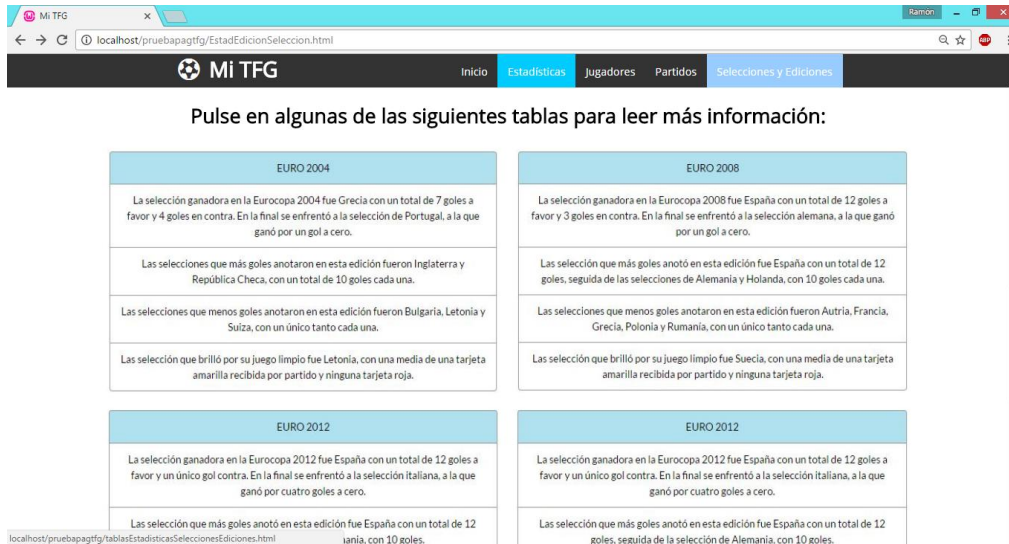 Mi TFG
Ramón
localhost/pruebapagtfg/EstadEdicionSeleccion.html
ABP
Mi TFG
Inicio Estadísticas Jugadores Partidos Selecciones y Ediciones
Pulse en algunas de las siguientes tablas para leer más información:
EURO 2004
La selección ganadora en la Eurocopa 2004 fue Grecia con un total de 7 goles a
favor y 4 goles en contra. En la final se enfrentó a la selección de Portugal, a la que
ganó por un gol a cero.
Las selecciones que más goles anotaron en esta edición fueron Inglaterra y
República Checa, con un total de 10 goles cada una.
Las selecciones que menos goles anotaron en esta edición fueron Bulgaria, Letonia y
Suiza, con un único tanto cada una.
Las selección que brilló por su juego limpio fue Letonia, con una media de una tarjeta
amarilla recibida por partido y ninguna tarjeta roja.
EURO 2008
La selección ganadora en la Eurocopa 2008 fue España con un total de 12 goles a
favor y 3 goles en contra. En la final se enfrentó a la selección alemana, a la que ganó
por un gol a cero.
Las selección que más goles anotó en esta edición fue España con un total de 12
goles, seguida de las selecciones de Alemania y Holanda, con 10 goles cada una.
Las selecciones que menos goles anotaron en esta edición fueron Autria, Francia,
Grecia, Polonia y Rumanía, con un único tanto cada una.
Las selección que brilló por su juego limpio fue Suecia, con una media de una tarjeta
amarilla recibida por partido y ninguna tarjeta roja.
EURO 2012
La selección ganadora en la Eurocopa 2012 fue España con un total de 12 goles a
favor y un único gol contra. En la final se enfrentó a la selección italiana, a la que
ganó por cuatro goles a cero.
Las selección que más goles anotó en esta edición fue España con un total de 12
con 10 goles.
EURO 2012
La selección ganadora en la Eurocopa 2012 fue España con un total de 12 goles a
favor y un único gol contra. En la final se enfrentó a la selección italiana, a la que
ganó por cuatro goles a cero.
Las selección que más goles anotó en esta edición fue España con un total de 12
goles, seguida de la selección de Alemania, con 10 goles.
localhost/pruebapagtfg/tablasEstadisticasSeleccionesEdiciones.html